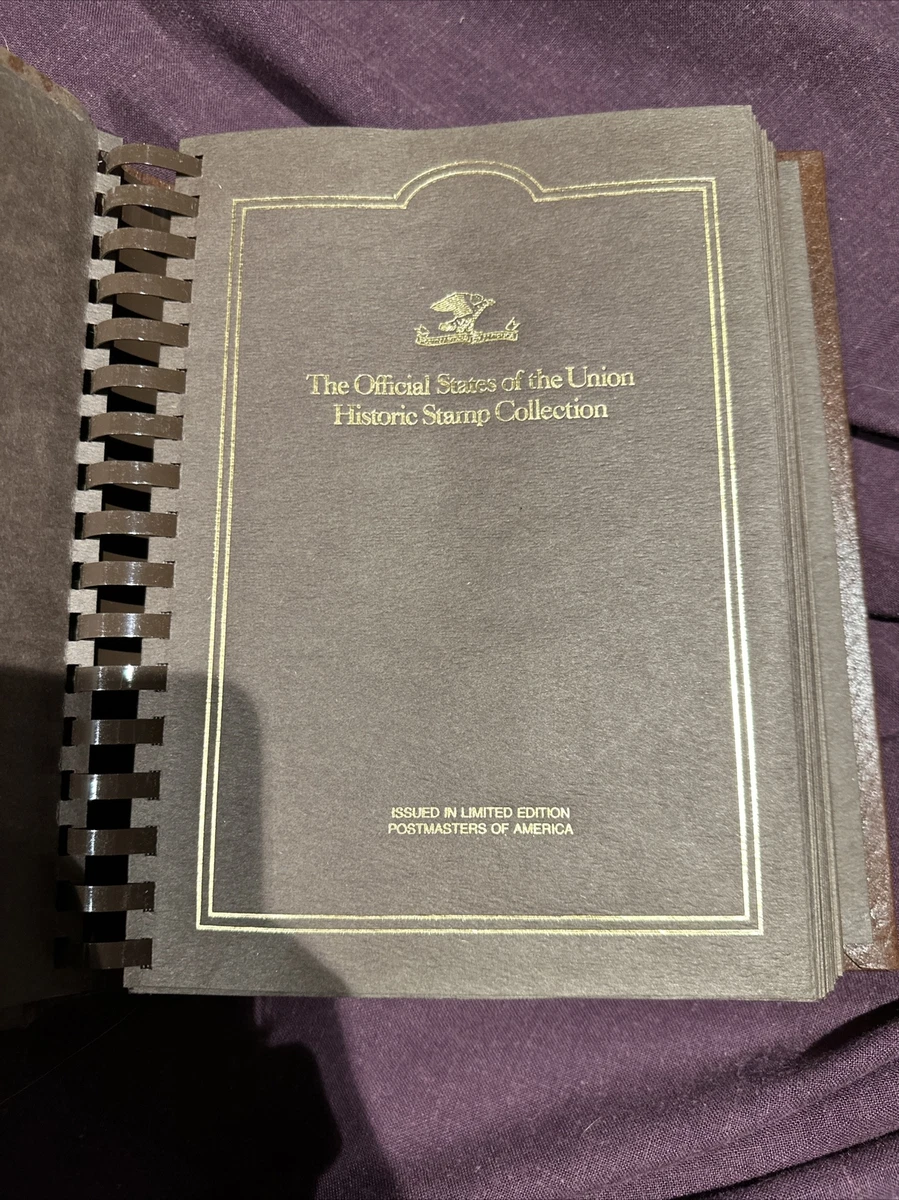 The Official States of the Union
Historic Stamp Collection
ISSUED IN LIMITED EDITION
POSTMASTERS OF AMERICA